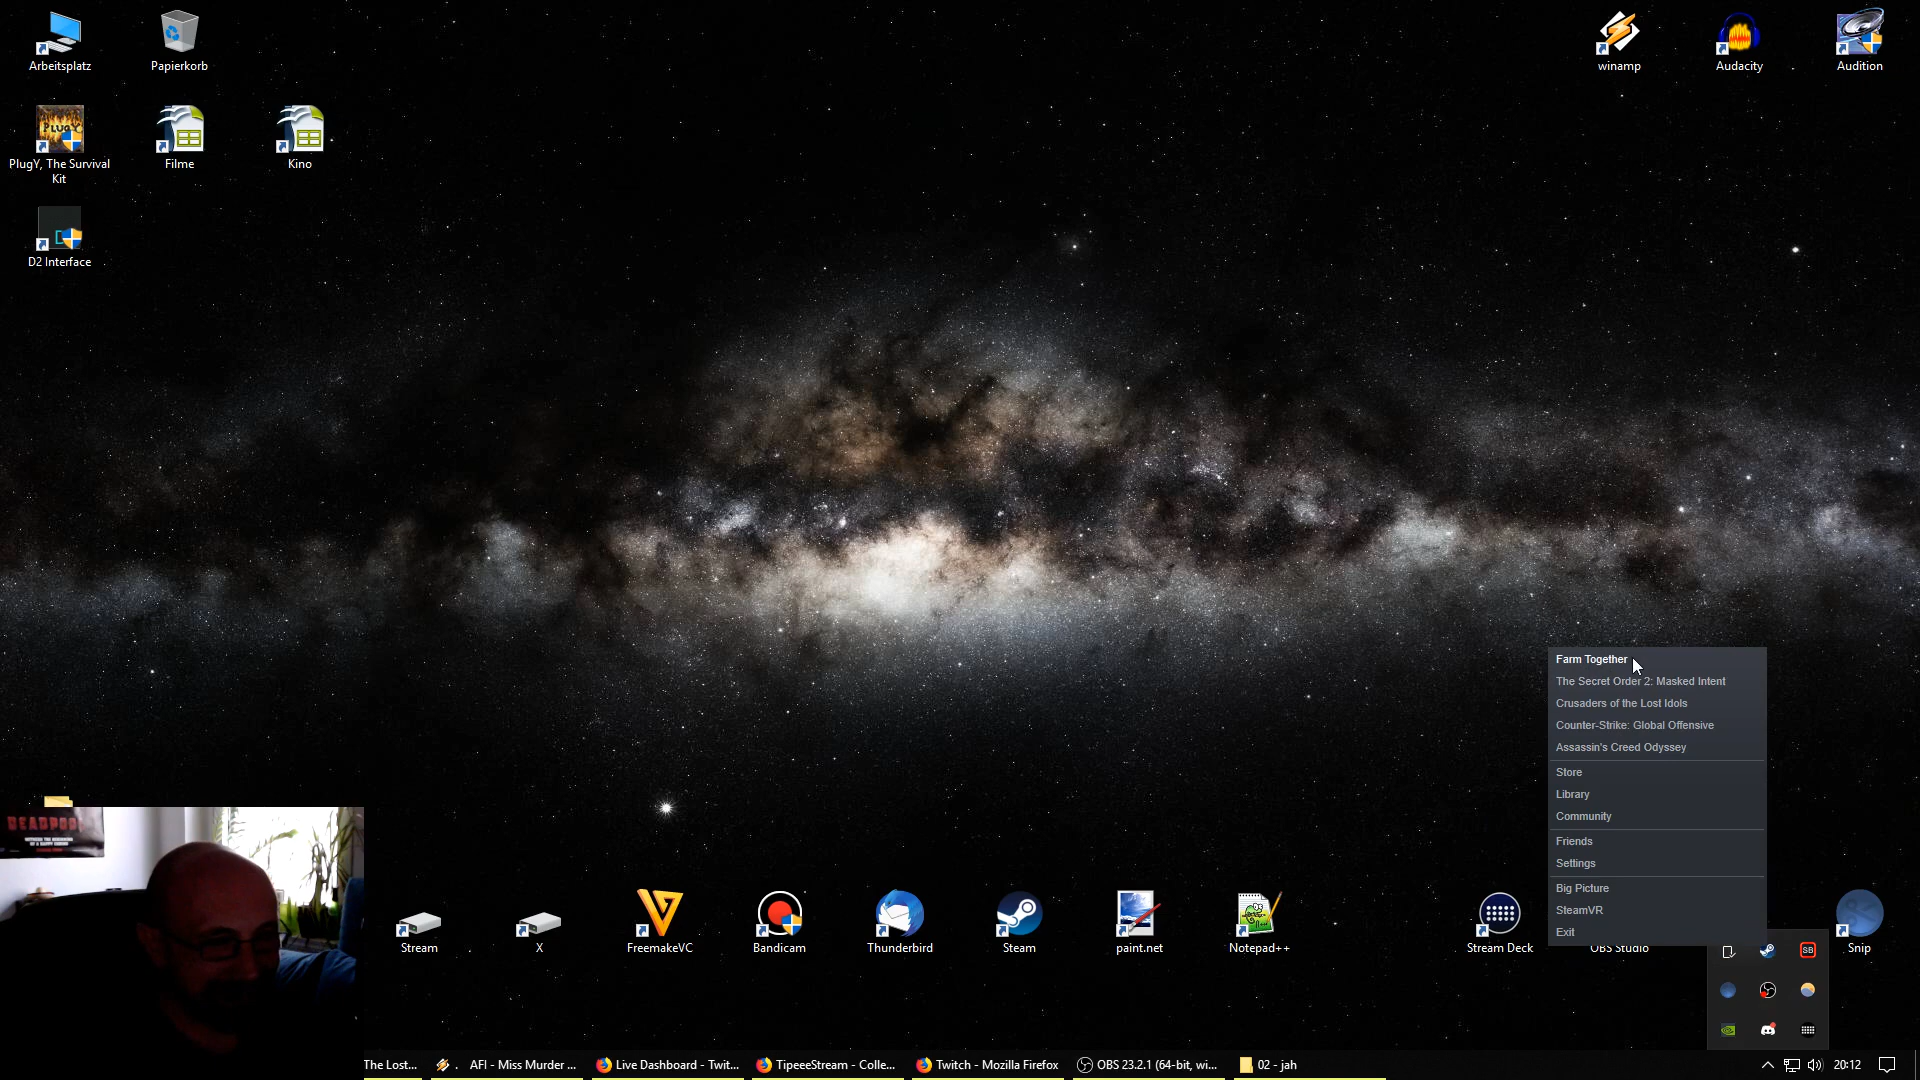 Arbeitsplatz
Papierkorb
winamp
Audacity
Audition
PlugY, The Survival
Kit
Filme
Kino
D2 Interface
Farm Together
The Secret Order 2: Masked Intent
Crusaders of the Lost Idols
Counter-Strike: Global Offensive
Assassin's Creed Odyssey
Store
Library
Community
Friends
Settings
Big Picture
SteamVR
Exit
Stream
X
FreemakeVC
Bandicam
Thunderbird
Steam
paint.net
Notepad++
Stream Deck
OBS Studio
Snip
SB
The Lost...
. AFI - Miss Murder ...
Live Dashboard - Twit...
TipeeeStream - Colle...
Twitch - Mozilla Firefox
OBS 23.2.1 (64-bit, wi...
02 - jah
20:12